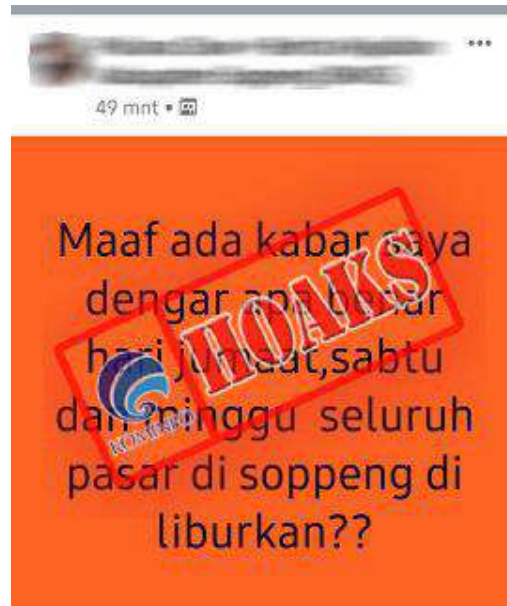 49 mnt •
Maaf ada kabar saya
dengar apa benar
hari jumaat,sabtu
dan minggu seluruh
pasar di soppeng di
liburkan??
HOAKS
KOMINFO